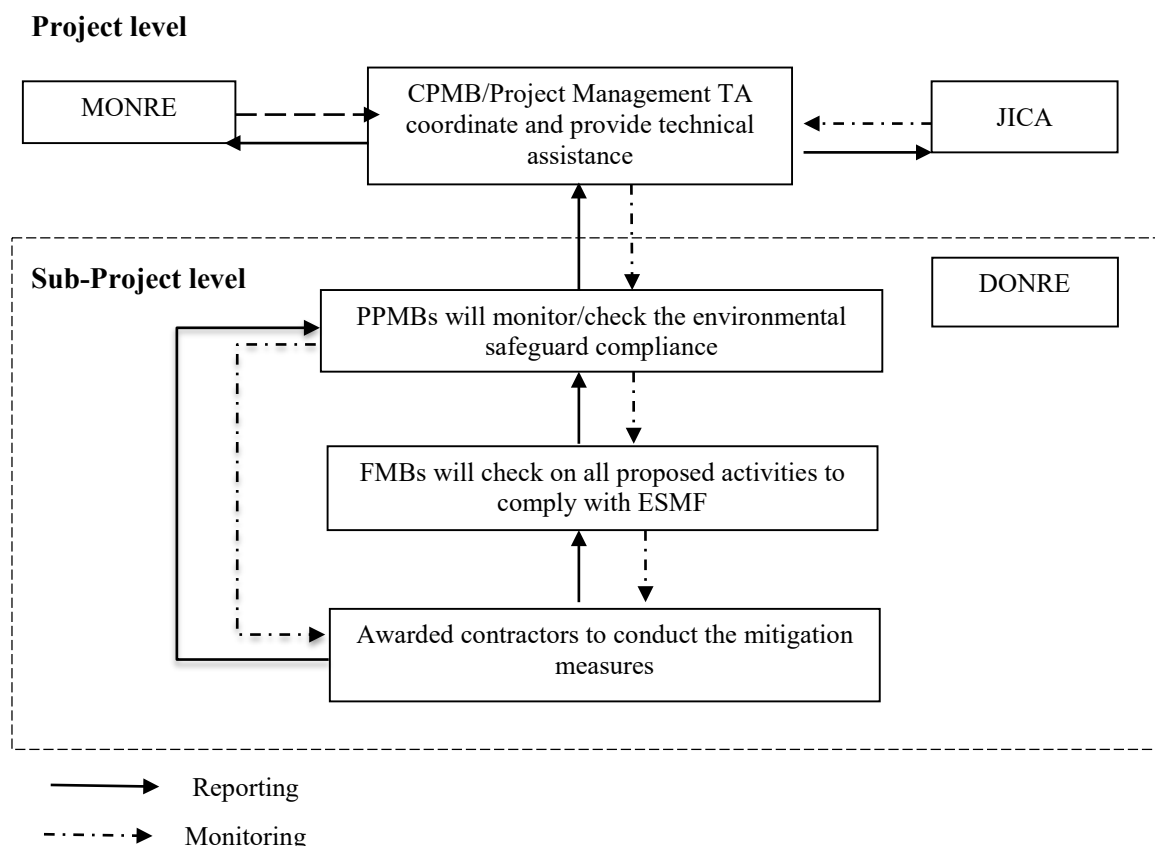 Project level
MONRE
CPMB/Project Management TA
coordinate and provide technical
assistance
JICA
Sub-Project level
DONRE
PPMBs will monitor/check the environmental
safeguard compliance
FMBs will check on all proposed activities to
comply with ESMF
Awarded contractors to conduct the mitigation
measures
Reporting
Monitoring